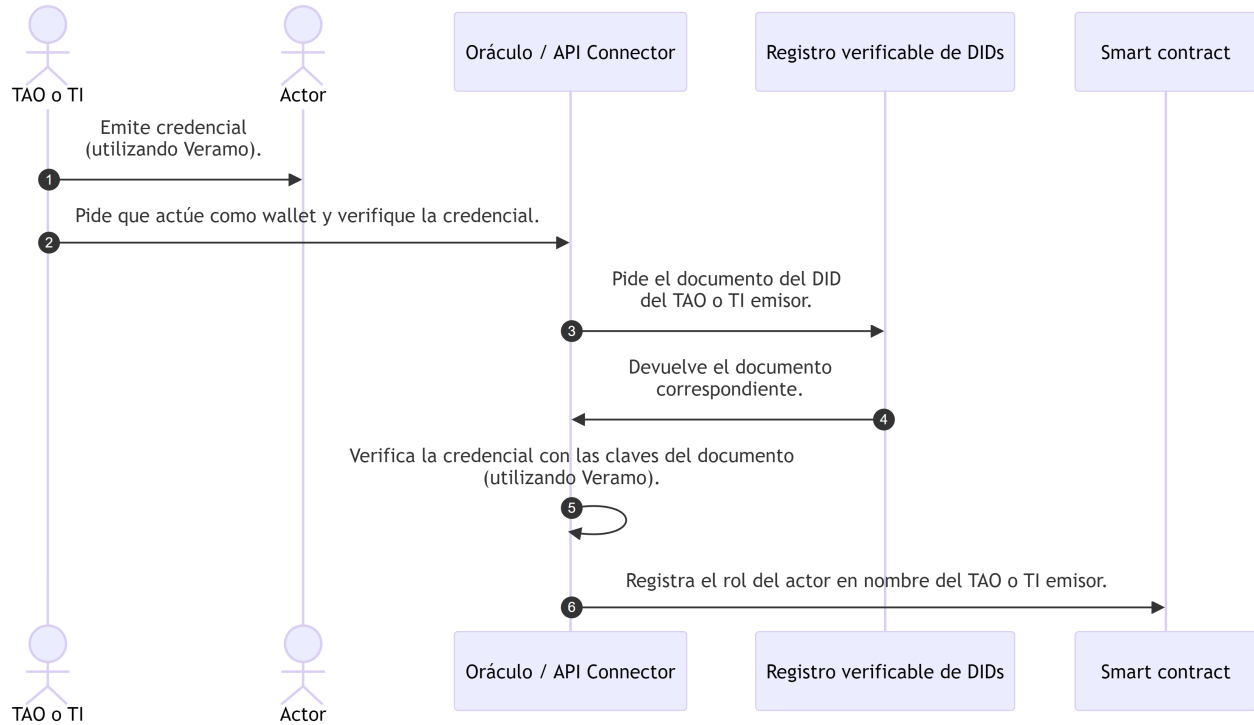 Oráculo / API Connector
Registro verificable de DIDs
Smart contract
TAO o TI
Actor
Emite credencial
(utilizando Veramo).
1
Pide que actúe como wallet y verifique la credencial.
2
Pide el documento del DID
del TAO o TI emisor.
3
Devuelve el documento
correspondiente.
4
Verifica la credencial con las claves del documento
(utilizando Veramo).
5
Registra el rol del actor en nombre del TAO o TI emisor.
6
Oráculo / API Connector
Registro verificable de DIDs
Smart contract
TAO o TI
Actor